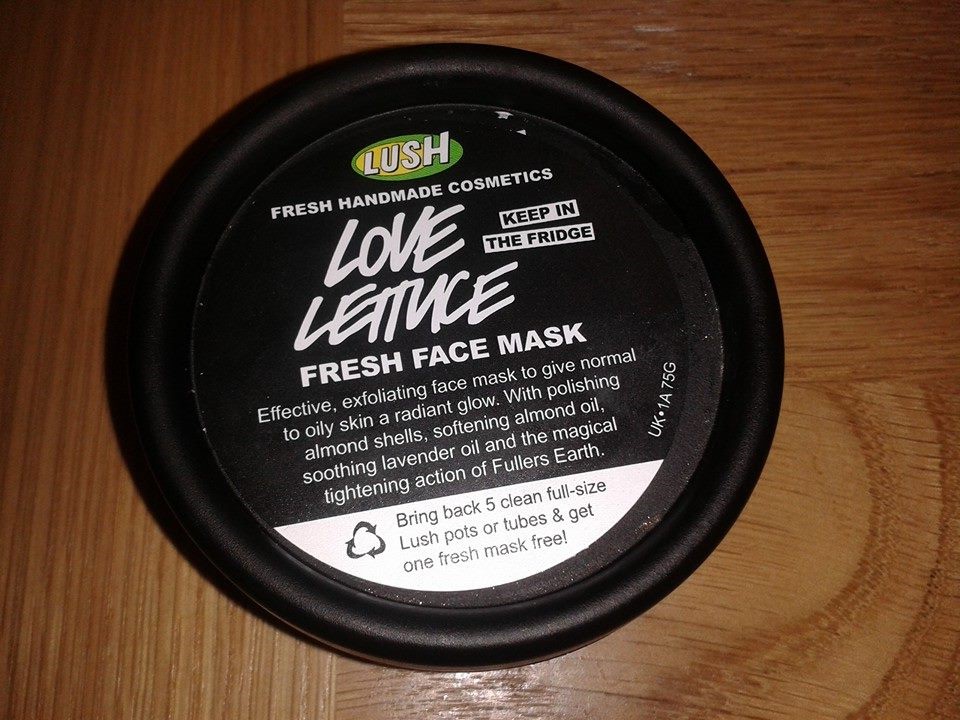 LUSH
FRESH HANDMADE COSMETICS
LOVE
LETTUCE
KEEP IN
THE FRIDGE
FRESH FACE MASK
Effective, exfoliating face mask to give normal
to oily skin a radiant glow. With polishing
almond shells, softening almond oil,
soothing lavender oil and the magical
tightening action of Fullers Earth.
UK•1A 75G
Bring back 5 clean full-size
Lush pots or tubes & get
one fresh mask free!